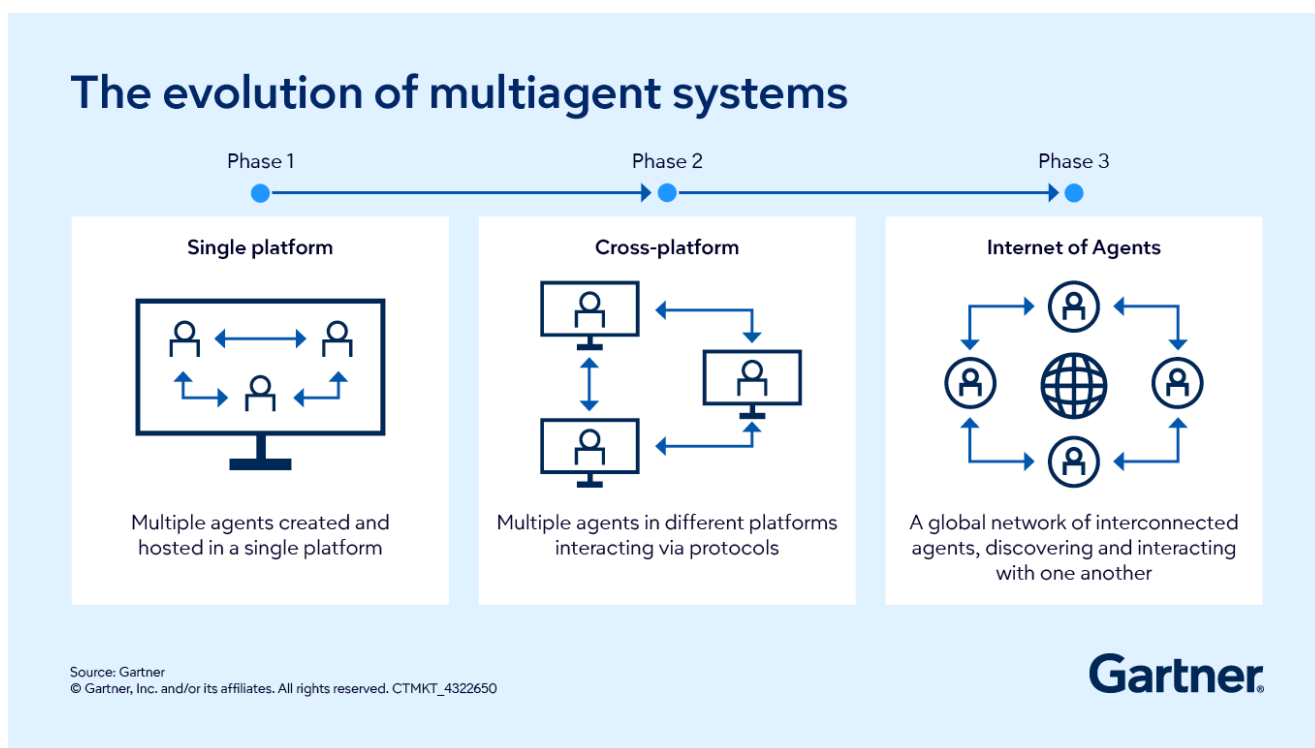 The evolution of multiagent systems
Phase 1
Phase 2
Phase 3
Single platform
Multiple agents created and
hosted in a single platform
Cross-platform
Multiple agents in different platforms
interacting via protocols
Internet of Agents
A global network of interconnected
agents, discovering and interacting
with one another
Source: Gartner
© Gartner, Inc. and/or its affiliates. All rights reserved. CTMKT_4322650
Gartner®